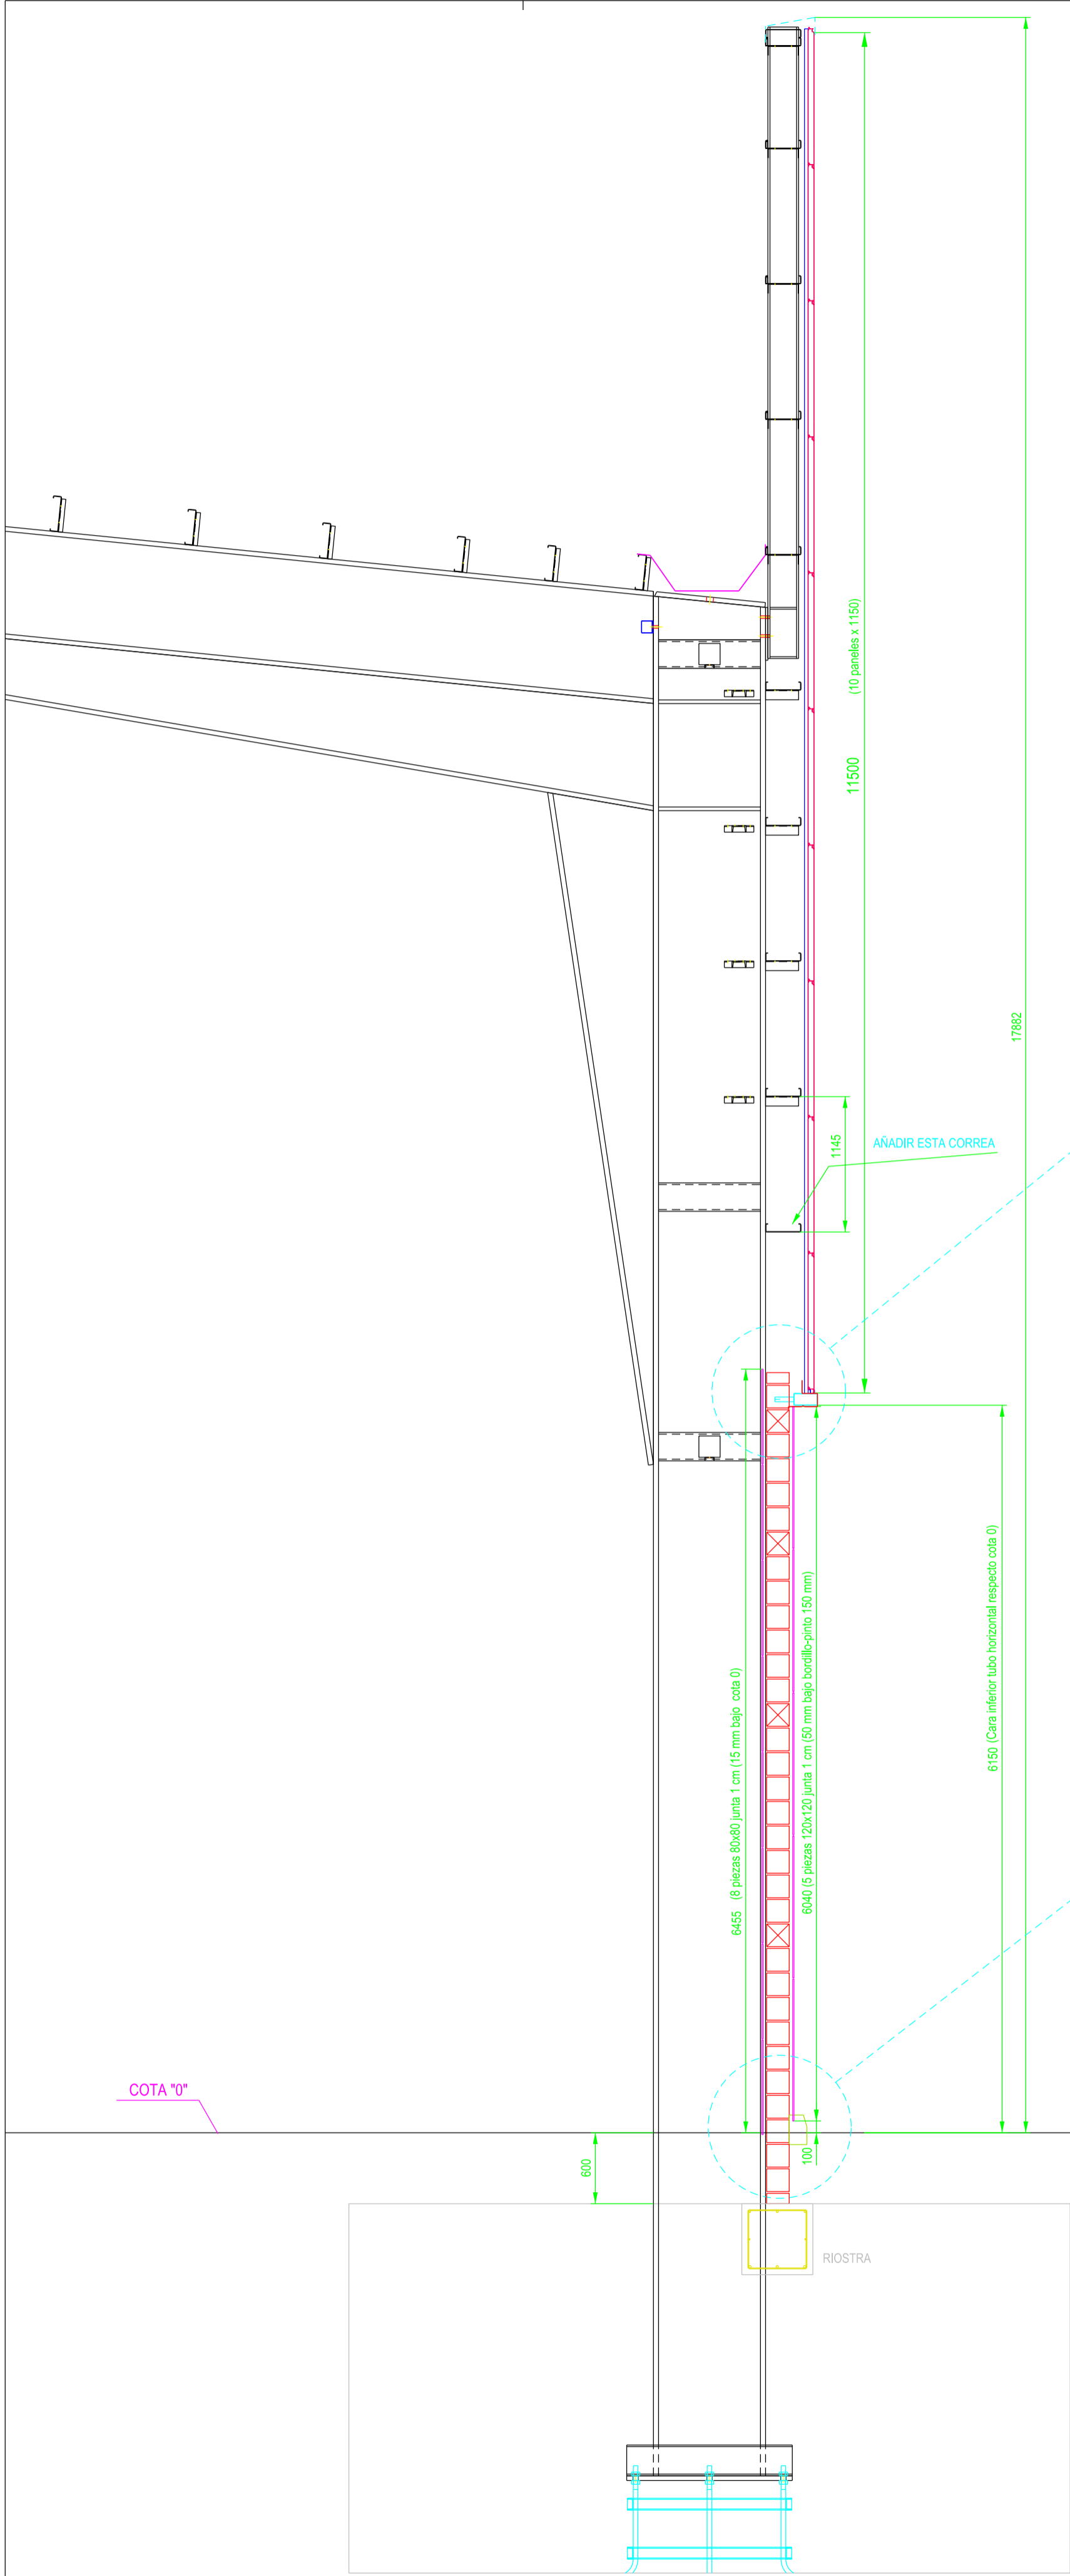 (10 paneles x 1150)
11500
17882
1145
AÑADIR ESTA CORREA
6150 (Cara inferior tubo horizontal respecto cota 0)
6455 (8 piezas 80x80 junta 1 cm (15 mm bajo cota 0)
6040 (5 piezas 120x120 junta 1 cm (50 mm bajo bordillo-pinto 150 mm)
COTA "0"
100
600
RIOSTRA